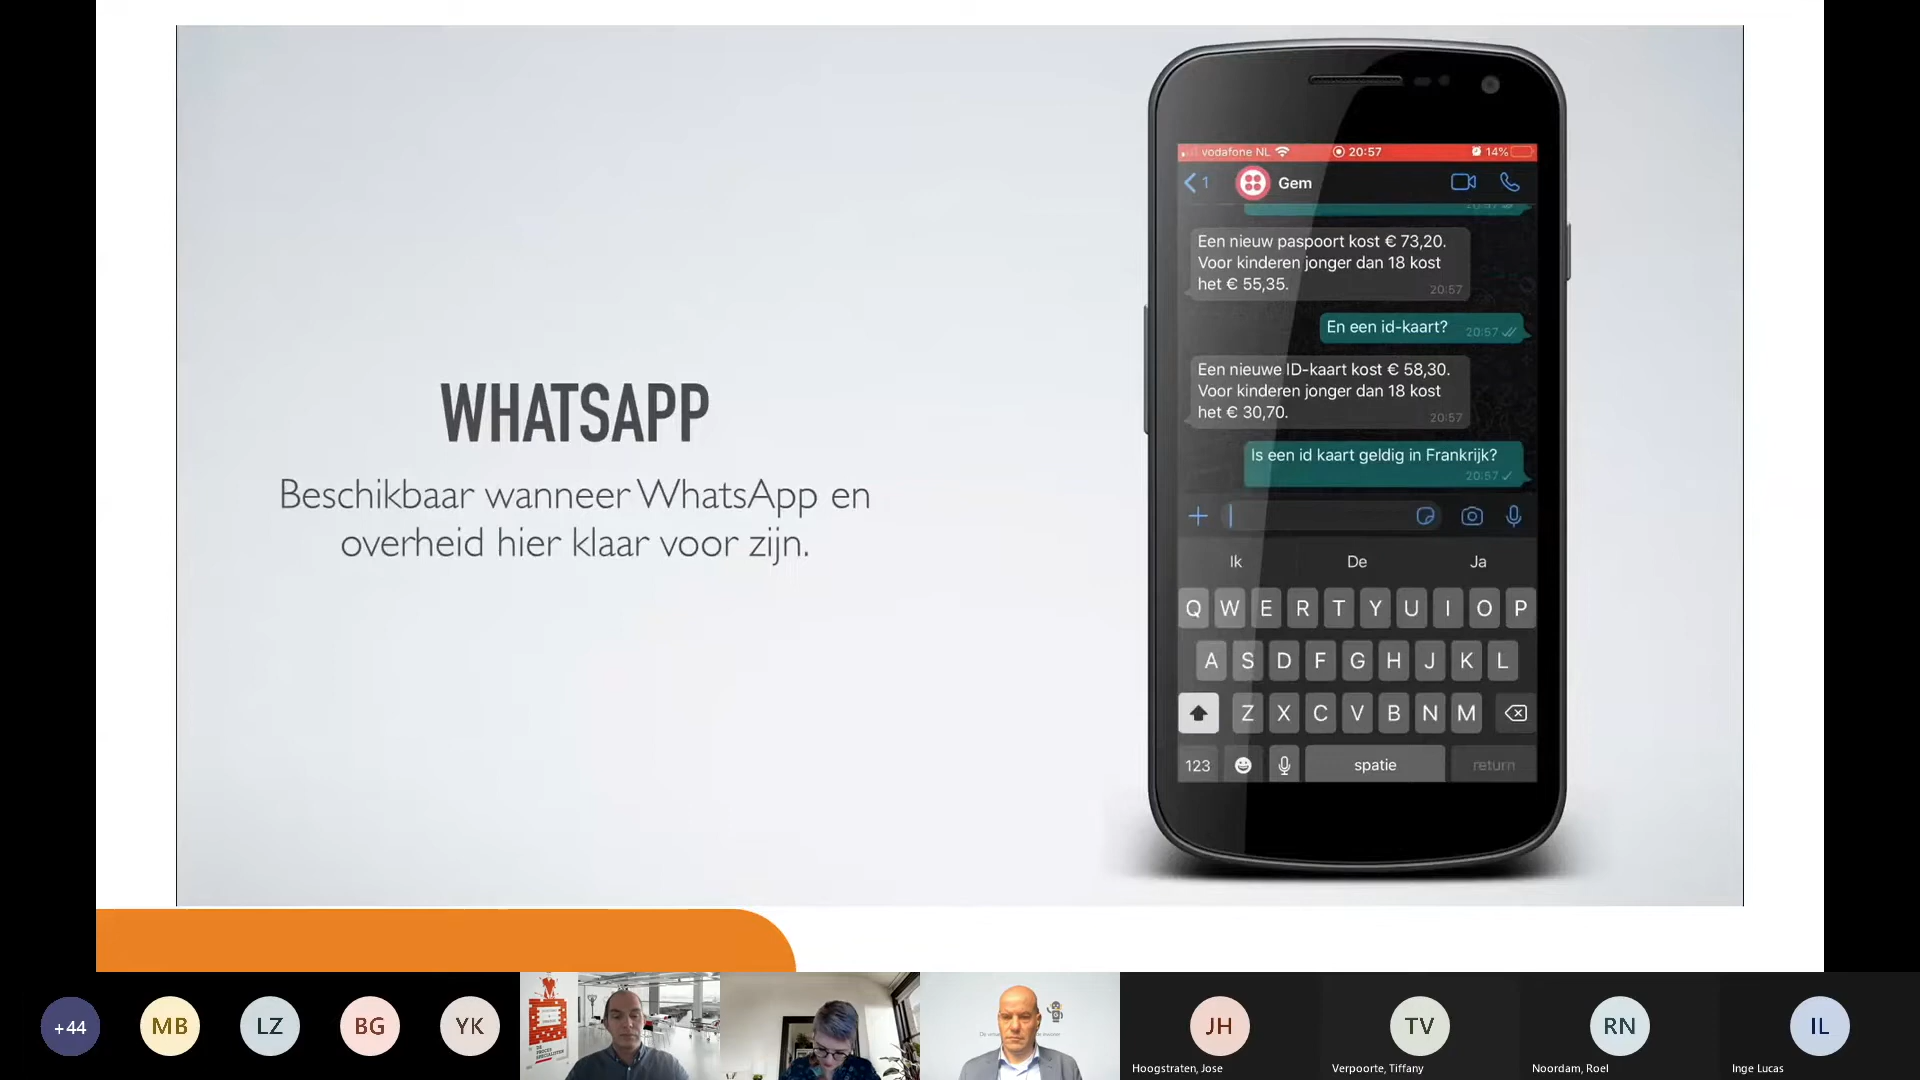 WHATSAPP
Beschikbaar wanneer WhatsApp en
overheid hier klaar voor zijn.
vodafone NL
20:57
14%
1
Gem
20:57
Een nieuw paspoort kost € 73,20.
Voor kinderen jonger dan 18 kost
het € 55,35.
20:57
En een id-kaart?
20:57
Een nieuwe ID-kaart kost € 58,30.
Voor kinderen jonger dan 18 kost
het € 30,70.
20:57
Is een id kaart geldig in Frankrijk?
20:57
Ik De Ja
Q W E R T Y U I O P
A S D F G H J K L
Z X C V B N M
123 spatie return
+44 MB LZ BG YK JH TV RN IL
Hoogstraten, Jose
Verpoorte, Tiffany
Noordam, Roel
Inge Lucas